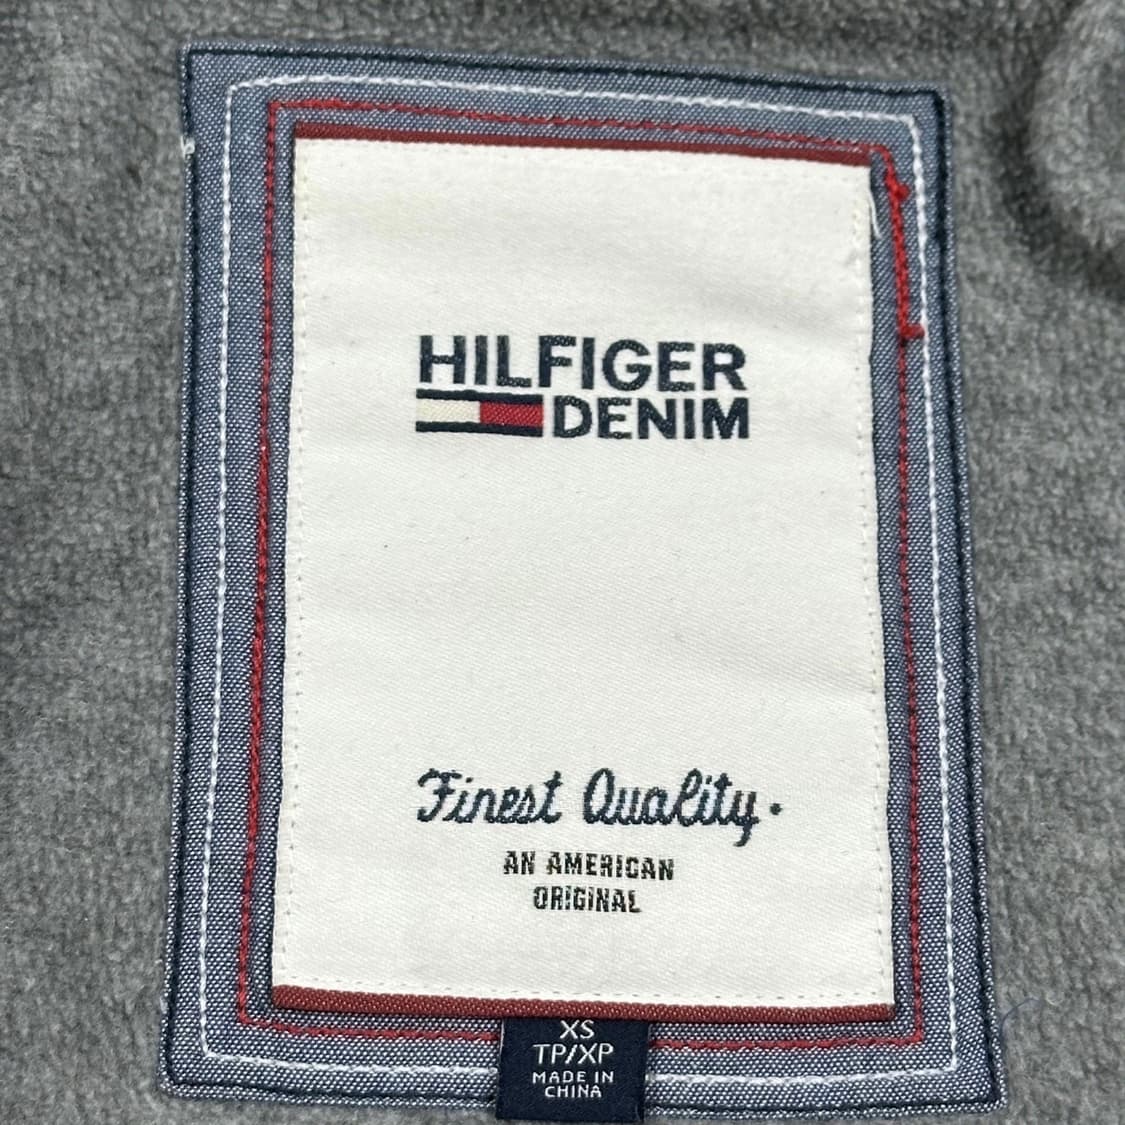 HILFIGER
DENIM
Finest Quality.
AN AMERICAN
ORIGINAL
XS
TP/XP
MADE IN
CHINA